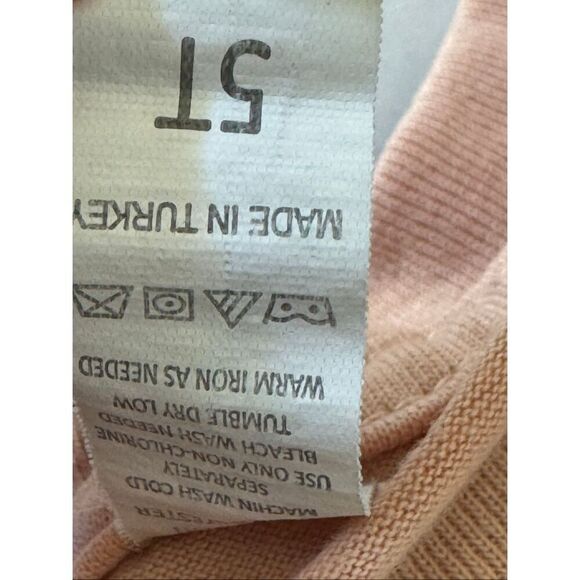 MACHIN WASH COLD
SEPARATELY
USE ONLY NON-CHLORINE
BLEACH WASH NEEDED
TUMBLE DRY LOW
WARM IRON AS NEEDED
MADE IN TURKEY
5T